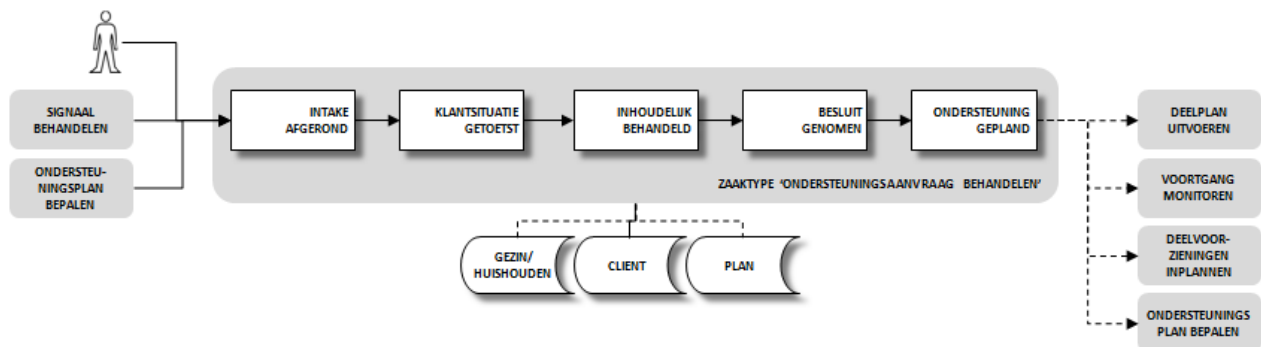 SIGNAAL
BEHANDELEN
ONDERSTEU-
NINGSPLAN
BEPALEN
INTAKE
AFGEROND
KLANTSITUATIE
GETOETST
INHOUDELIJK
BEHANDELD
BESLUIT
GENOMEN
ONDERSTEUNING
GEPLAND
ZAAKTYPE 'ONDERSTEUNINGSAANVRAAG BEHANDELEN'
GEZIN/
HUISHOUDEN
CLIENT
PLAN
DEELPLAN
UITVOEREN
VOORTGANG
MONITOREN
DEELVOOR-
ZIENINGEN
INPLANNEN
ONDERSTEUNINGS
PLAN BEPALEN